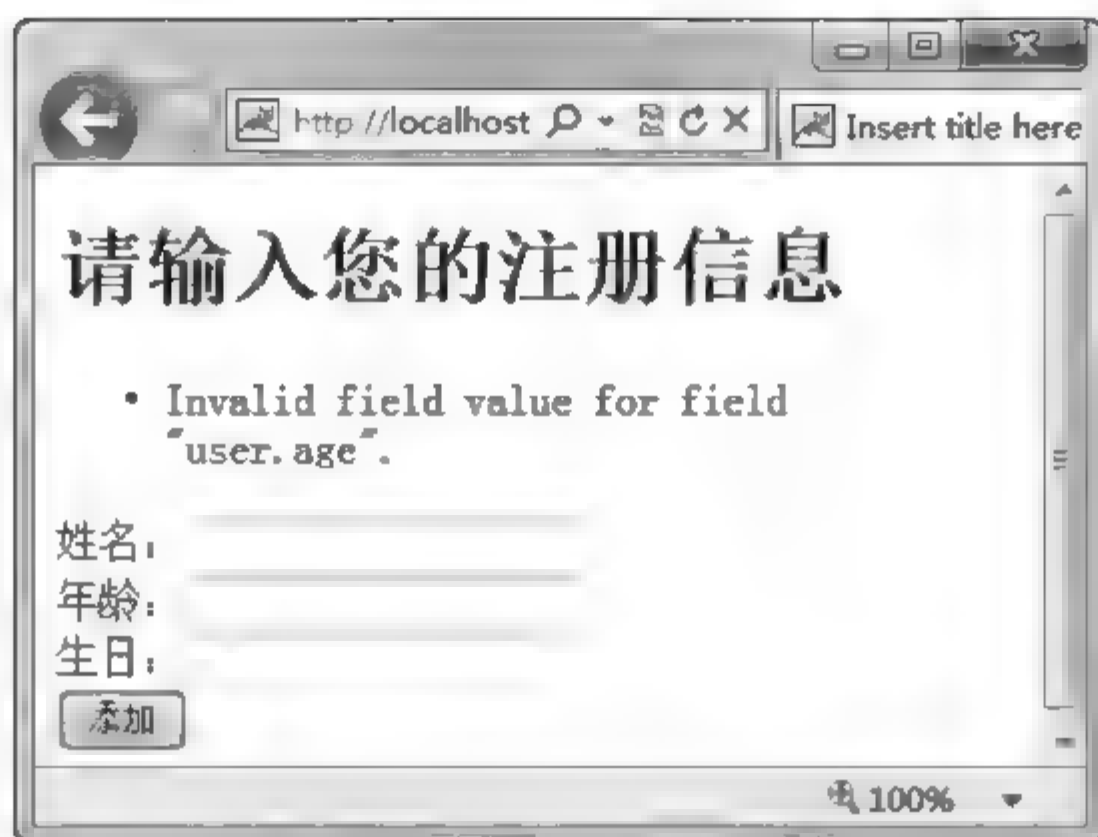 http //localhost
Insert title here
请输入您的注册信息
• Invalid field value for field
"user.age".
姓名：
年龄：
生日：
添加
100%